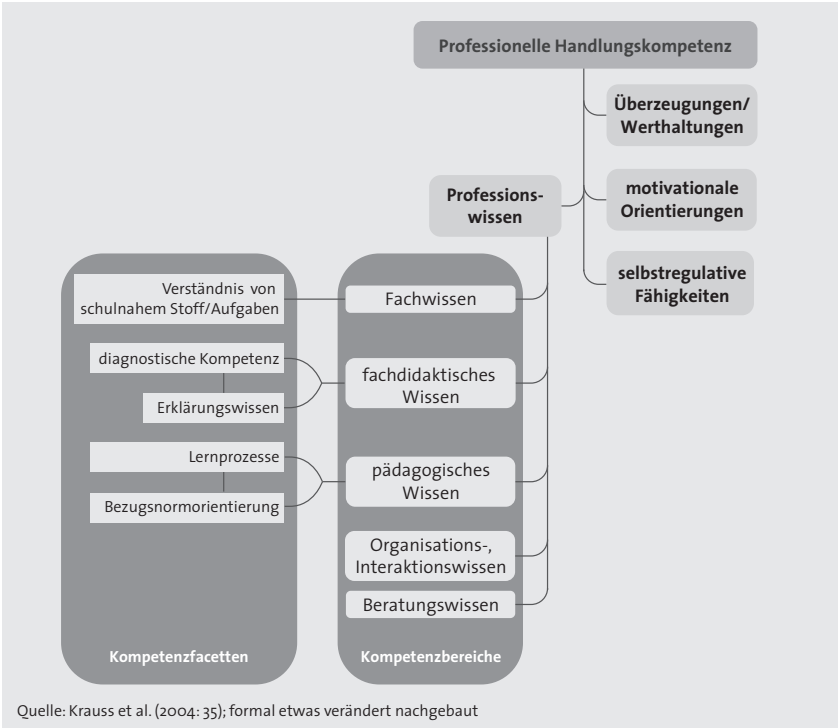 Professionelle Handlungskompetenz
Überzeugungen/
Werthaltungen
motivationale
Orientierungen
selbstregulative
Fähigkeiten
Professions-
wissen
Verständnis von
schulnahem Stoff/Aufgaben
Fachwissen
diagnostische Kompetenz
Erklärungswissen
fachdidaktisches
Wissen
Lernprozesse
Bezugsnormorientierung
pädagogisches
Wissen
Organisations-,
Interaktionswissen
Beratungswissen
Kompetenzfacetten
Kompetenzbereiche
Quelle: Krauss et al. (2004: 35); formal etwas verändert nachgebaut